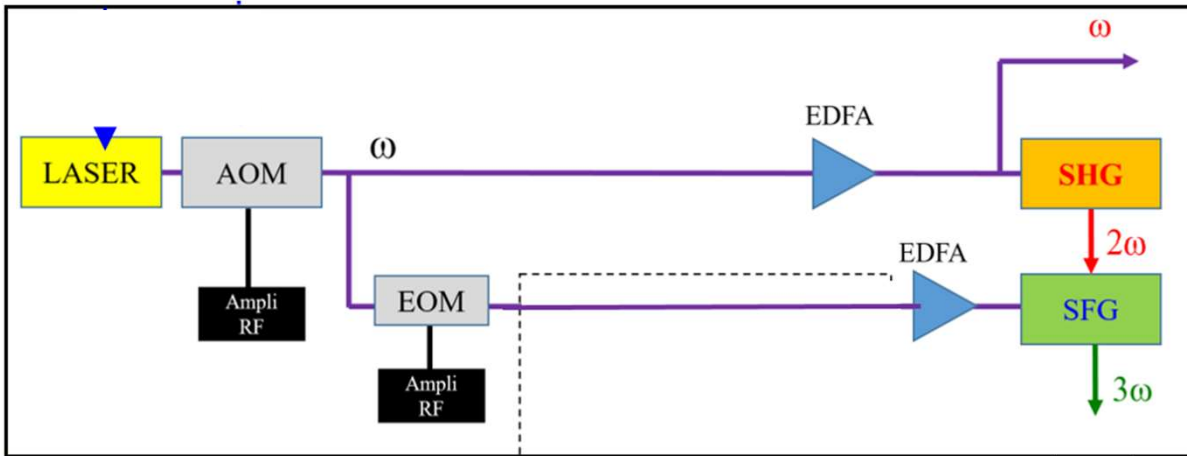 ω
EDFA
LASER
AOM
ω
SHG
EDFA
2ω
Ampli
RF
EOM
SFG
Ampli
RF
3ω